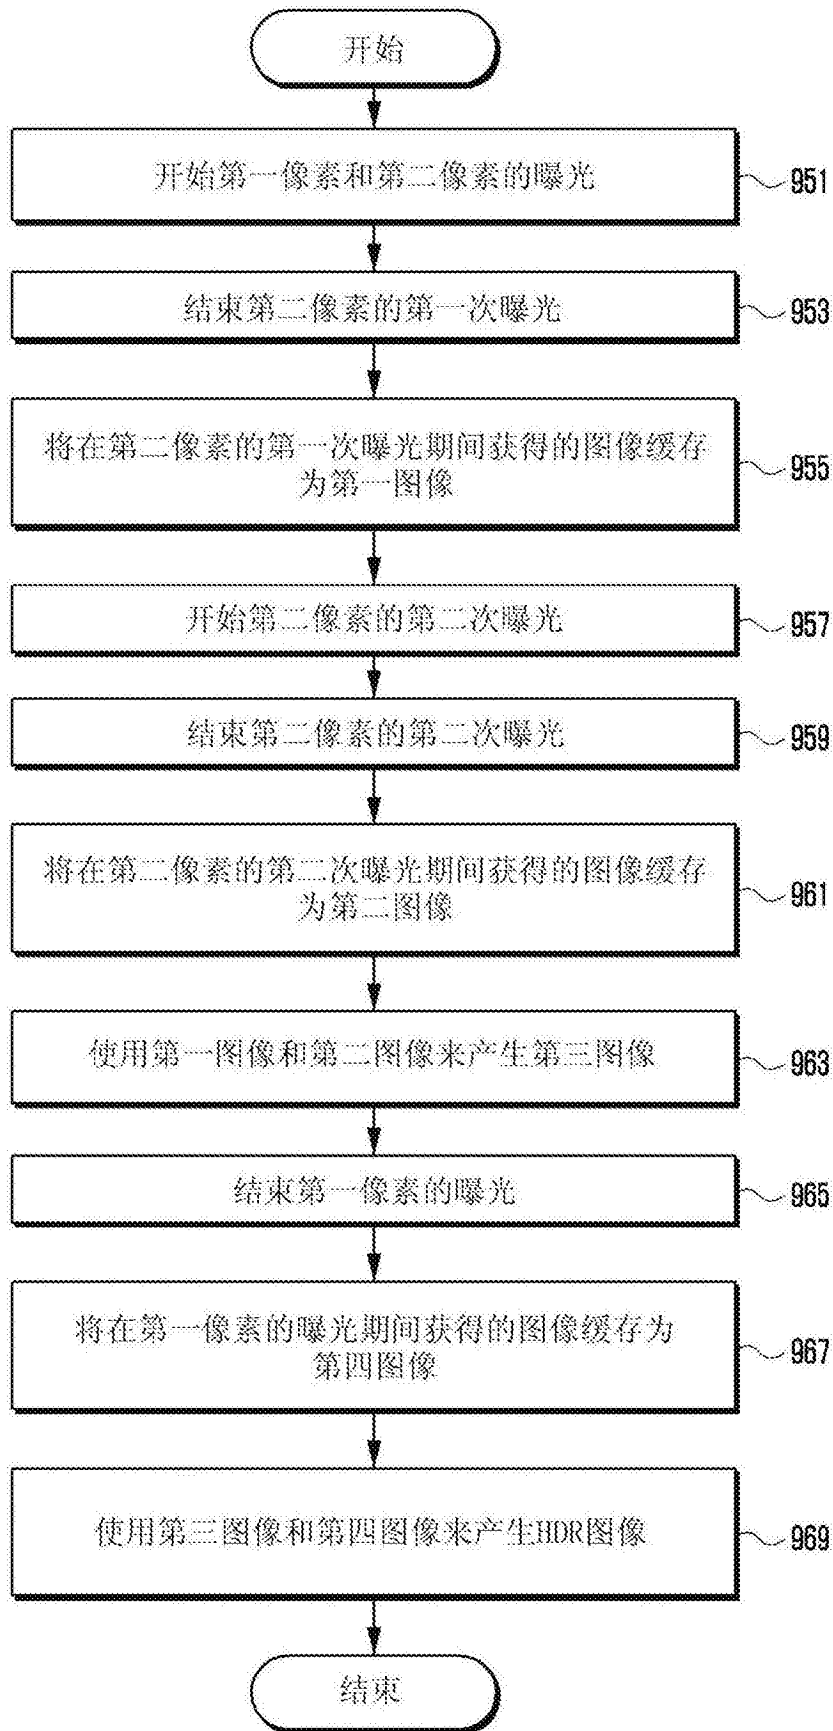 开始
开始第一像素和第二像素的曝光
951
结束第二像素的第一次曝光
953
将在第二像素的第一次曝光期间获得的图像缓存
为第一图像
955
开始第二像素的第二次曝光
957
结束第二像素的第二次曝光
959
将在第二像素的第二次曝光期间获得的图像缓存
为第二图像
961
使用第一图像和第二图像来产生第三图像
963
结束第一像素的曝光
965
将在第一像素的曝光期间获得的图像缓存为
第四图像
967
使用第三图像和第四图像来产生HDR图像
969
结束